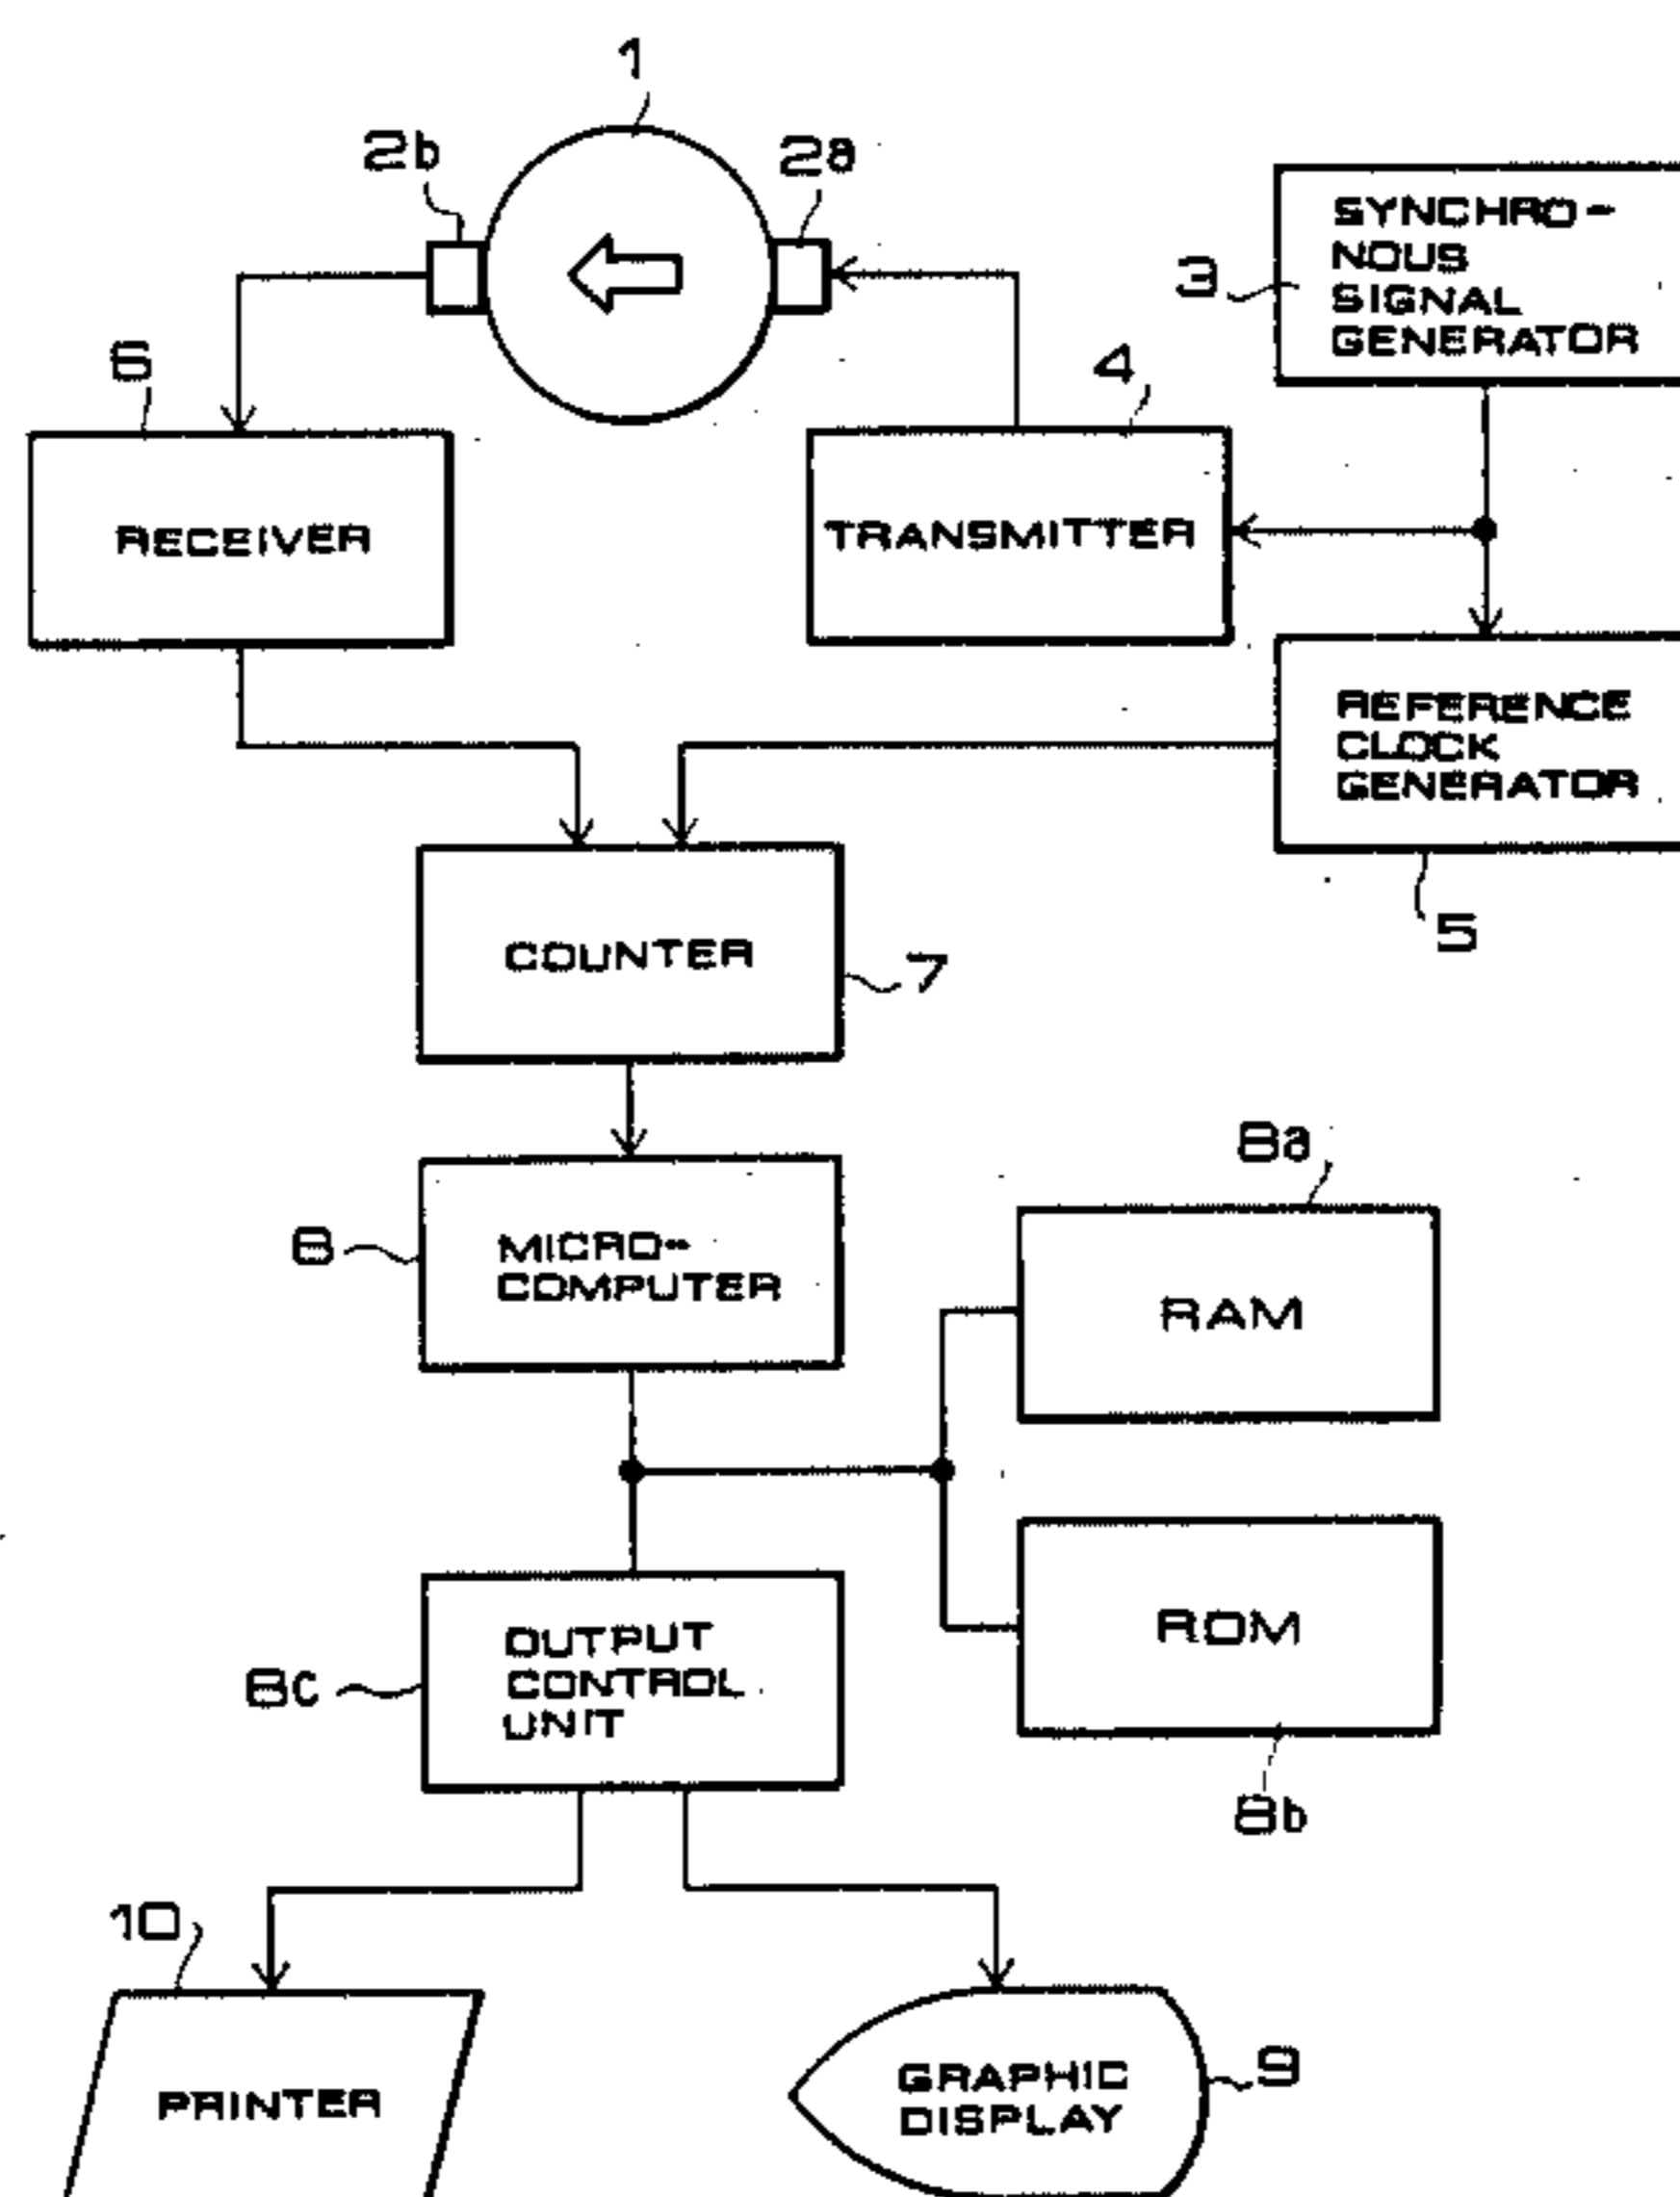 1
2b
2a
SYNCHRO-
NOUS
SIGNAL
GENERATOR
3
6
4
RECEIVER
TRANSMITTER
REFERENCE
CLOCK
GENERATOR
5
COUNTER
7
8a
8
MICRO-
COMPUTER
RAM
ROM
OUTPUT
CONTROL
UNIT
8c
8b
10
PRINTER
GRAPHIC
DISPLAY
9